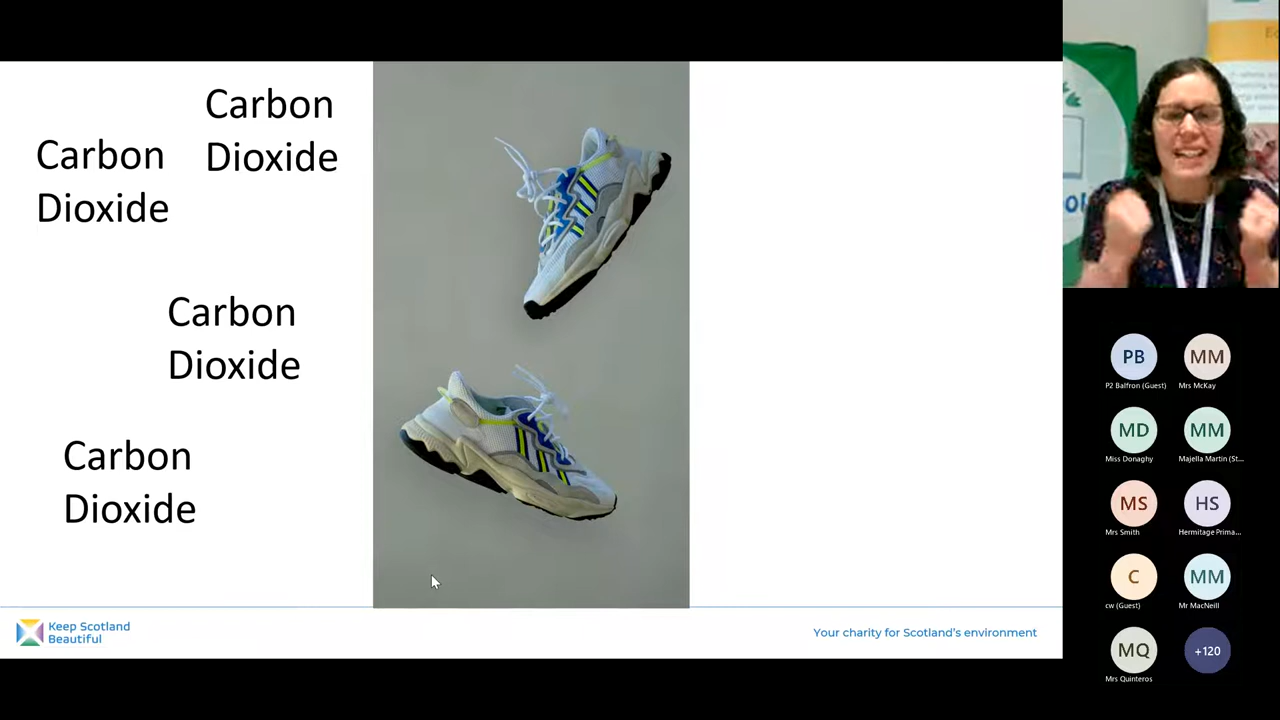 Carbon
Dioxide
Carbon
Dioxide
Carbon
Dioxide
Carbon
Dioxide
Keep Scotland
Beautiful
Your charity for Scotland's environment
PB
P2 Balfron (Guest)
MM
Mrs McKay
MD
Miss Donaghy
MM
Majella Martin (St...
MS
Mrs Smith
HS
Hermitage Prima...
C
cw (Guest)
MM
Mr MacNeill
MQ
Mrs Quinteros
+120